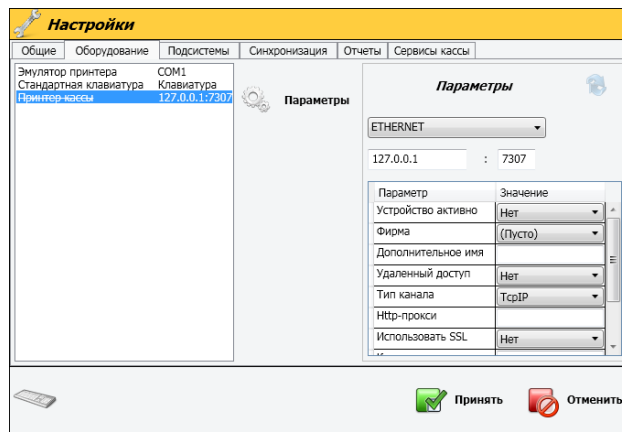 Настройки
Общие Оборудование Подсистемы Синхронизация Отчеты Сервисы кассы
Эмулятор принтера COM1
Стандартная клавиатура Клавиатура
Принтер кассы 127.0.0.1:7307
Параметры
Параметры
ETHERNET
127.0.0.1 : 7307
Параметр Значение
Устройство активно Нет
Фирма (Пусто)
Дополнительное имя
Удаленный доступ Нет
Тип канала TcpIP
Http-прокси
Использовать SSL Нет
Принять Отменить